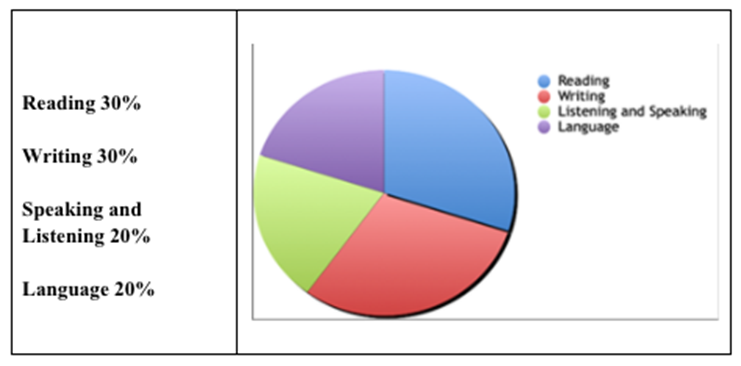 Reading 30%
Writing 30%
Speaking and
Listening 20%
Language 20%
Reading
Writing
Listening and Speaking
Language